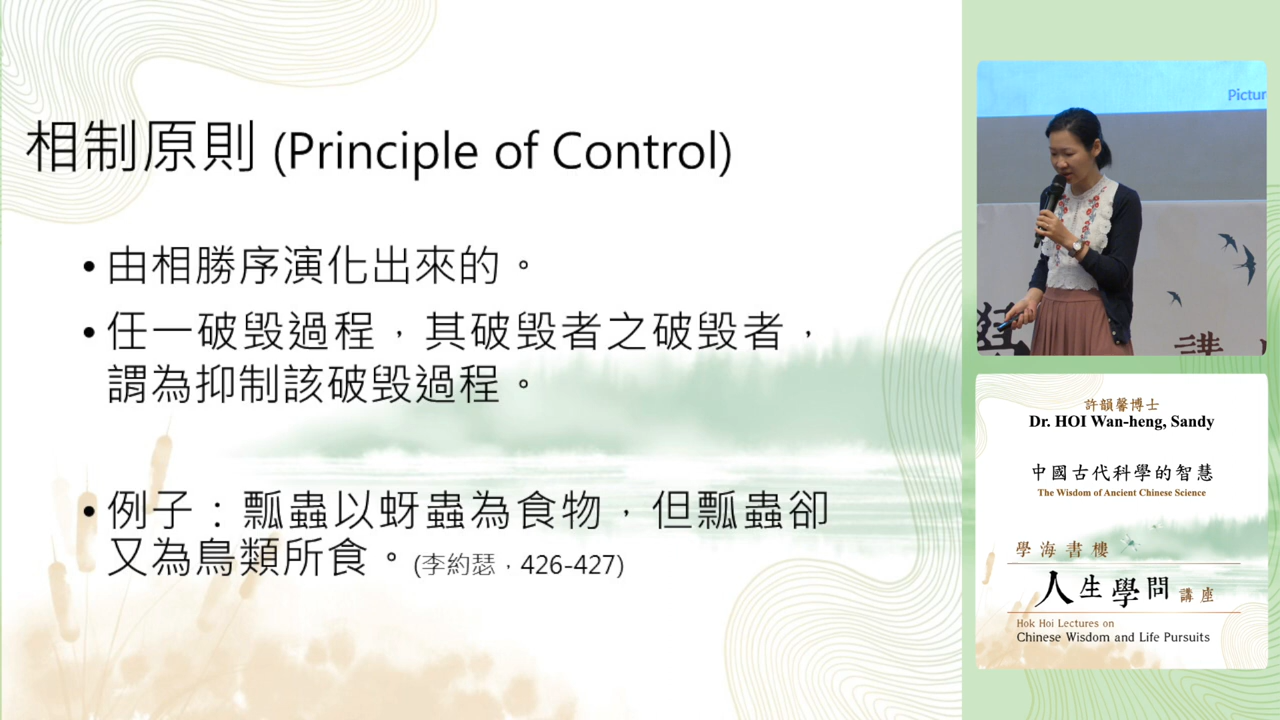 相制原則 (Principle of Control)
• 由相勝序演化出來的。
• 任一破毀過程，其破毀者之破毀者，
謂為抑制該破毀過程。
• 例子：瓢蟲以蚜蟲為食物，但瓢蟲卻
又為鳥類所食。(李約瑟，426-427)
Pictur
講
許韻馨博士
Dr. HOI Wan-heng, Sandy
中國古代科學的智慧
The Wisdom of Ancient Chinese Science
學海書樓
人生學問講座
Hok Hoi Lectures on
Chinese Wisdom and Life Pursuits